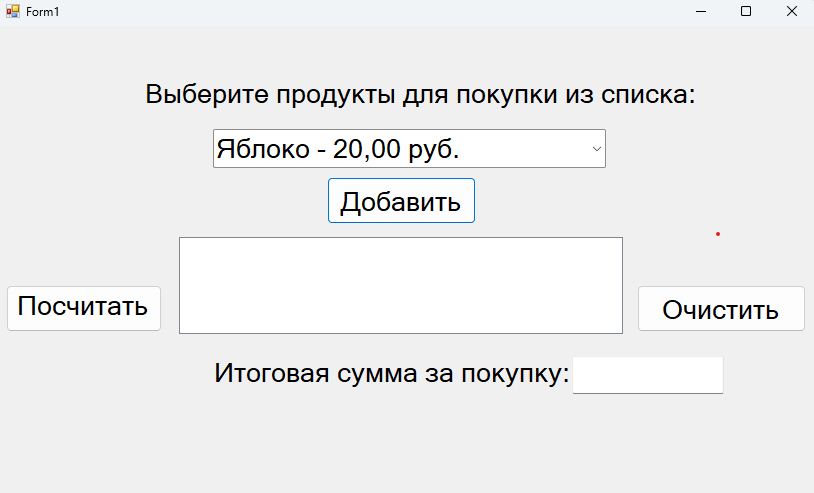 Form1
Выберите продукты для покупки из списка:
Яблоко - 20,00 руб.
Добавить
Посчитать
Очистить
Итоговая сумма за покупку: